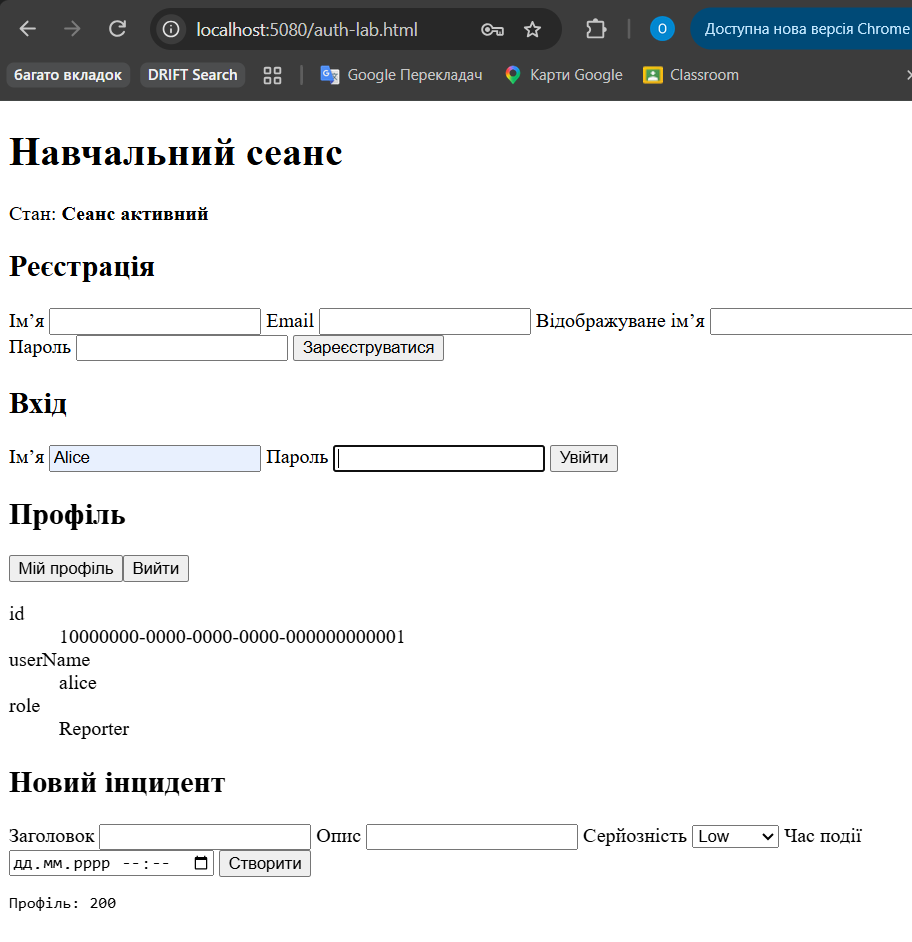 localhost:5080/auth-lab.html
О
Доступна нова версія Chrome
багато вкладок DRIFT Search Google Перекладач Карти Google Classroom
Навчальний сеанс
Стан: Сеанс активний
Реєстрація
Ім’я Email Відображуване ім’я
Пароль Зареєструватися
Вхід
Ім’я Alice Пароль Увійти
Профіль
Мій профіль Вийти
id
10000000-0000-0000-0000-000000000001
userName
alice
role
Reporter
Новий інцидент
Заголовок Опис Серйозність Low Час події
дд.мм.рррр --:-- Створити
Профіль: 200